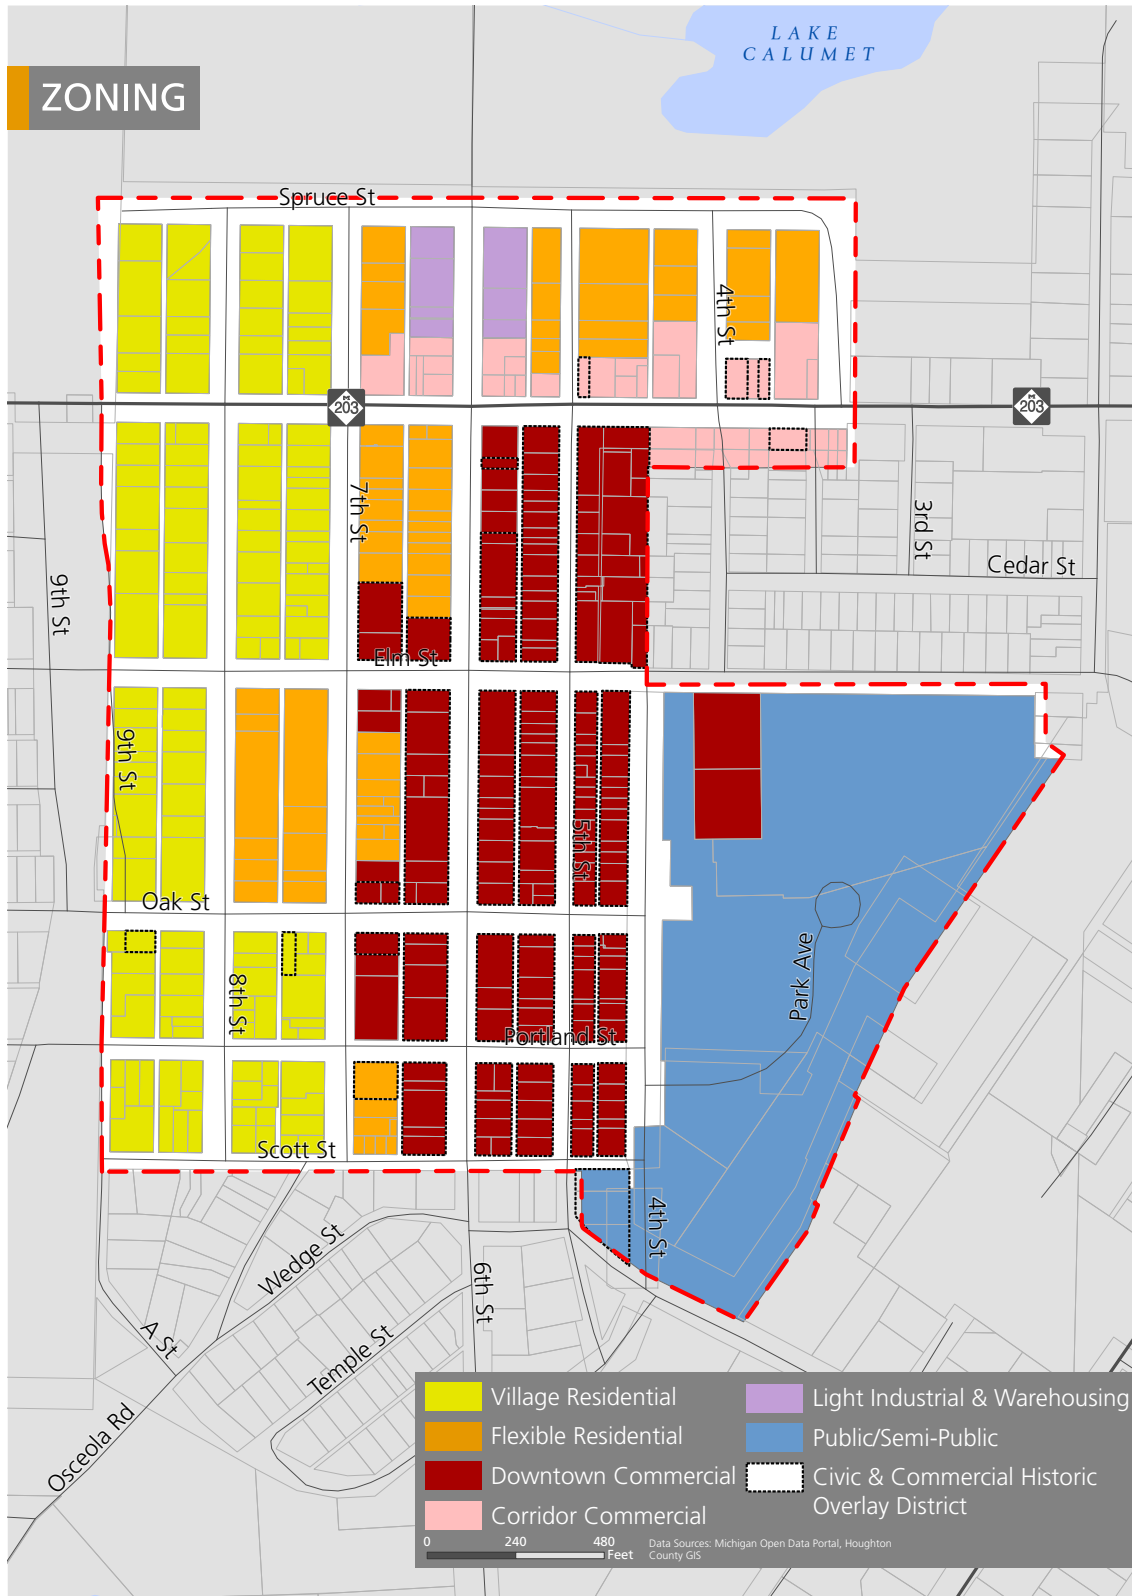 LAKE
CALUMET
ZONING
Spruce St
4th St
M
203
M
203
7th St
3rd St
Cedar St
9th St
Elm St
9th St
5th St
Oak St
Park Ave
8th St
Portland St
Scott St
4th St
Wedge St
6th St
A St
Temple St
Osceola Rd
Village Residential
Flexible Residential
Downtown Commercial
Corridor Commercial
Light Industrial & Warehousing
Public/Semi-Public
Civic & Commercial Historic
Overlay District
0 240 480
Feet
Data Sources: Michigan Open Data Portal, Houghton
County GIS